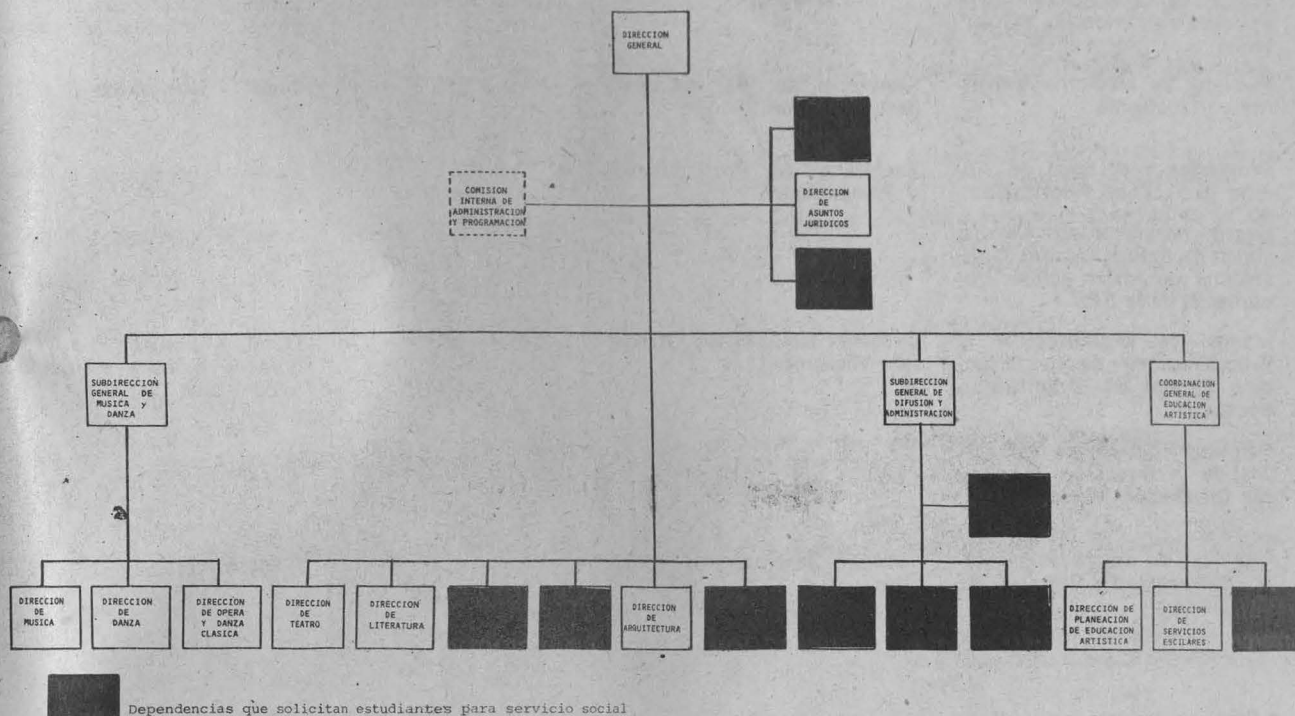 DIRECCION
GENERAL
COMISION
INTERNA DE
ADMINISTRACION
Y PROGRAMACION
DIRECCION
DE
ASUNTOS
JURIDICOS
SUBDIRECCION
GENERAL DE
MUSICA y
DANZA
SUBDIRECCION
GENERAL DE
DIFUSION Y
ADMINISTRACION
COORDINACION
GENERAL DE
EDUCACION
ARTISTICA
DIRECCION
DE
MUSICA
DIRECCION
DE
DANZA
DIRECCION
DE OPERA
Y DANZA
CLASICA
DIRECCION
DE
TEATRO
DIRECCION
DE
LITERATURA
DIRECCION
DE
ARQUITECTURA
DIRECCION DE
PLANEACION
DE EDUCACION
ARTISTICA
DIRECCION
DE
SERVICIOS
ESCILARES
Dependencias que solicitan estudiantes para servicio social